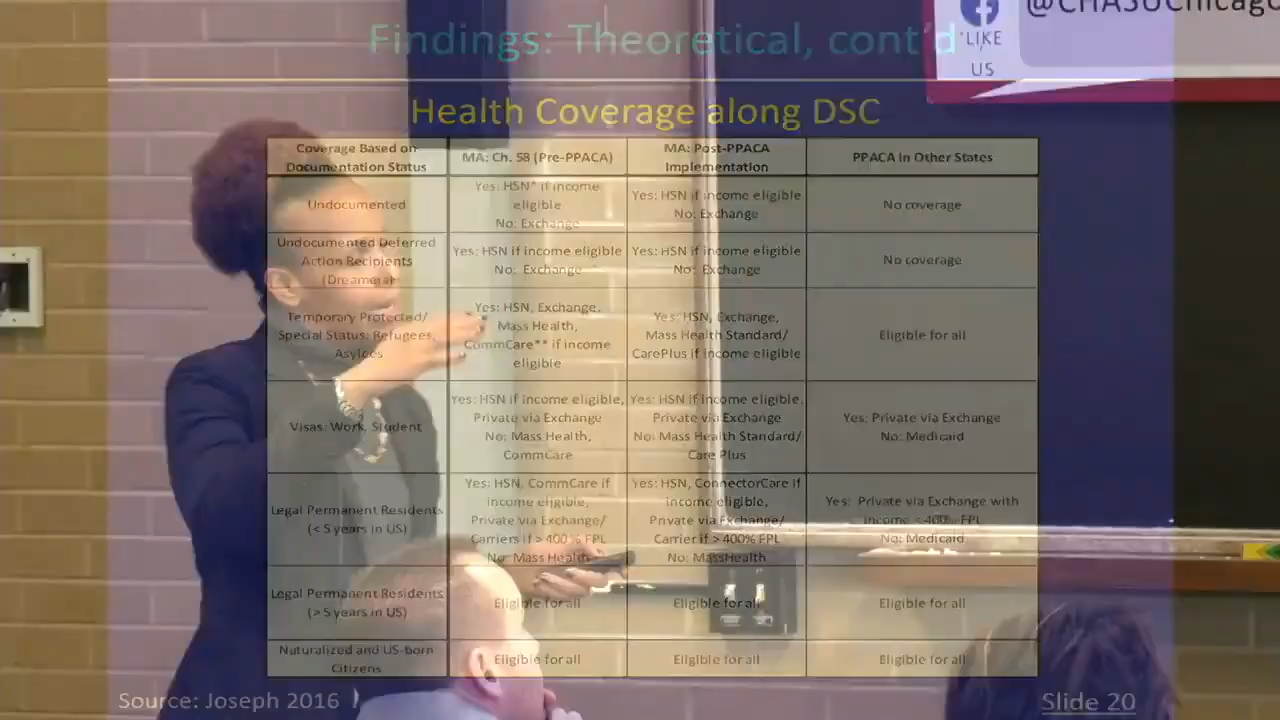 Findings: Theoretical, cont'd
@CHASUChicago
LIKE
US
Health Coverage along DSC
Coverage Based on
Documentation Status
MA: Ch. 58 (Pre-PPACA)
MA: Post-PPACA
Implementation
PPACA In Other States
Undocumented
Yes: HSN* if income
eligible
No: Exchange
Yes: HSN if income eligible
No: Exchange
No coverage
Undocumented Deferred
Action Recipients
(Dreamers)
Yes: HSN if income eligible
No: Exchange
Yes: HSN if income eligible
No: Exchange
No coverage
Temporary Protected/
Special Status: Refugees,
Asylees
Yes: HSN, Exchange,
Mass Health,
CommCare** if income
eligible
Yes: HSN, Exchange,
Mass Health Standard/
CarePlus if income eligible
Eligible for all
Visas: Work, Student
Yes: HSN if income eligible,
Private via Exchange
No: Mass Health,
CommCare
Yes: HSN if income eligible,
Private via Exchange
No: Mass Health Standard/
Care Plus
Yes: Private via Exchange
No: Medicaid
Legal Permanent Residents
(< 5 years in US)
Yes: HSN, CommCare if
income eligible,
Private via Exchange/
Carriers if > 400% FPL
No: Mass Health
Yes: HSN, ConnectorCare if
income eligible,
Private via Exchange/
Carrier if > 400% FPL
No: MassHealth
Yes: Private via Exchange with
income < 400% FPL
No: Medicaid
Legal Permanent Residents
(> 5 years in US)
Eligible for all
Eligible for all
Eligible for all
Naturalized and US-born
Citizens
Eligible for all
Eligible for all
Eligible for all
Source: Joseph 2016
Slide 20